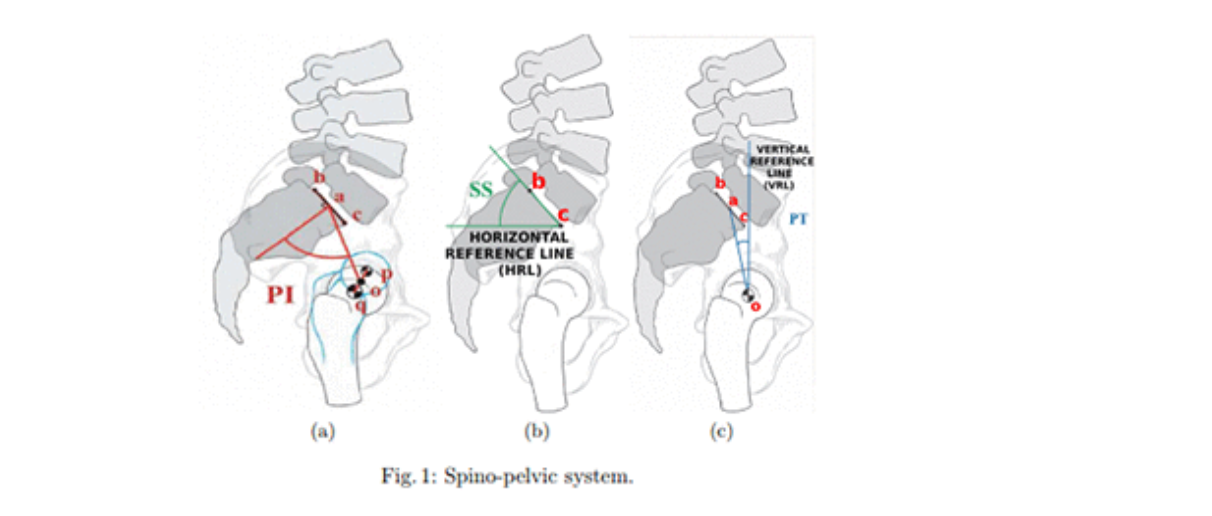 b
a
c
p
o
q
PI
SS
b
c
HORIZONTAL
REFERENCE LINE
(HRL)
VERTICAL
REFERENCE
LINE
(VRL)
b
a
c
PT
o
(a)
(b)
(c)
Fig. 1: Spino-pelvic system.